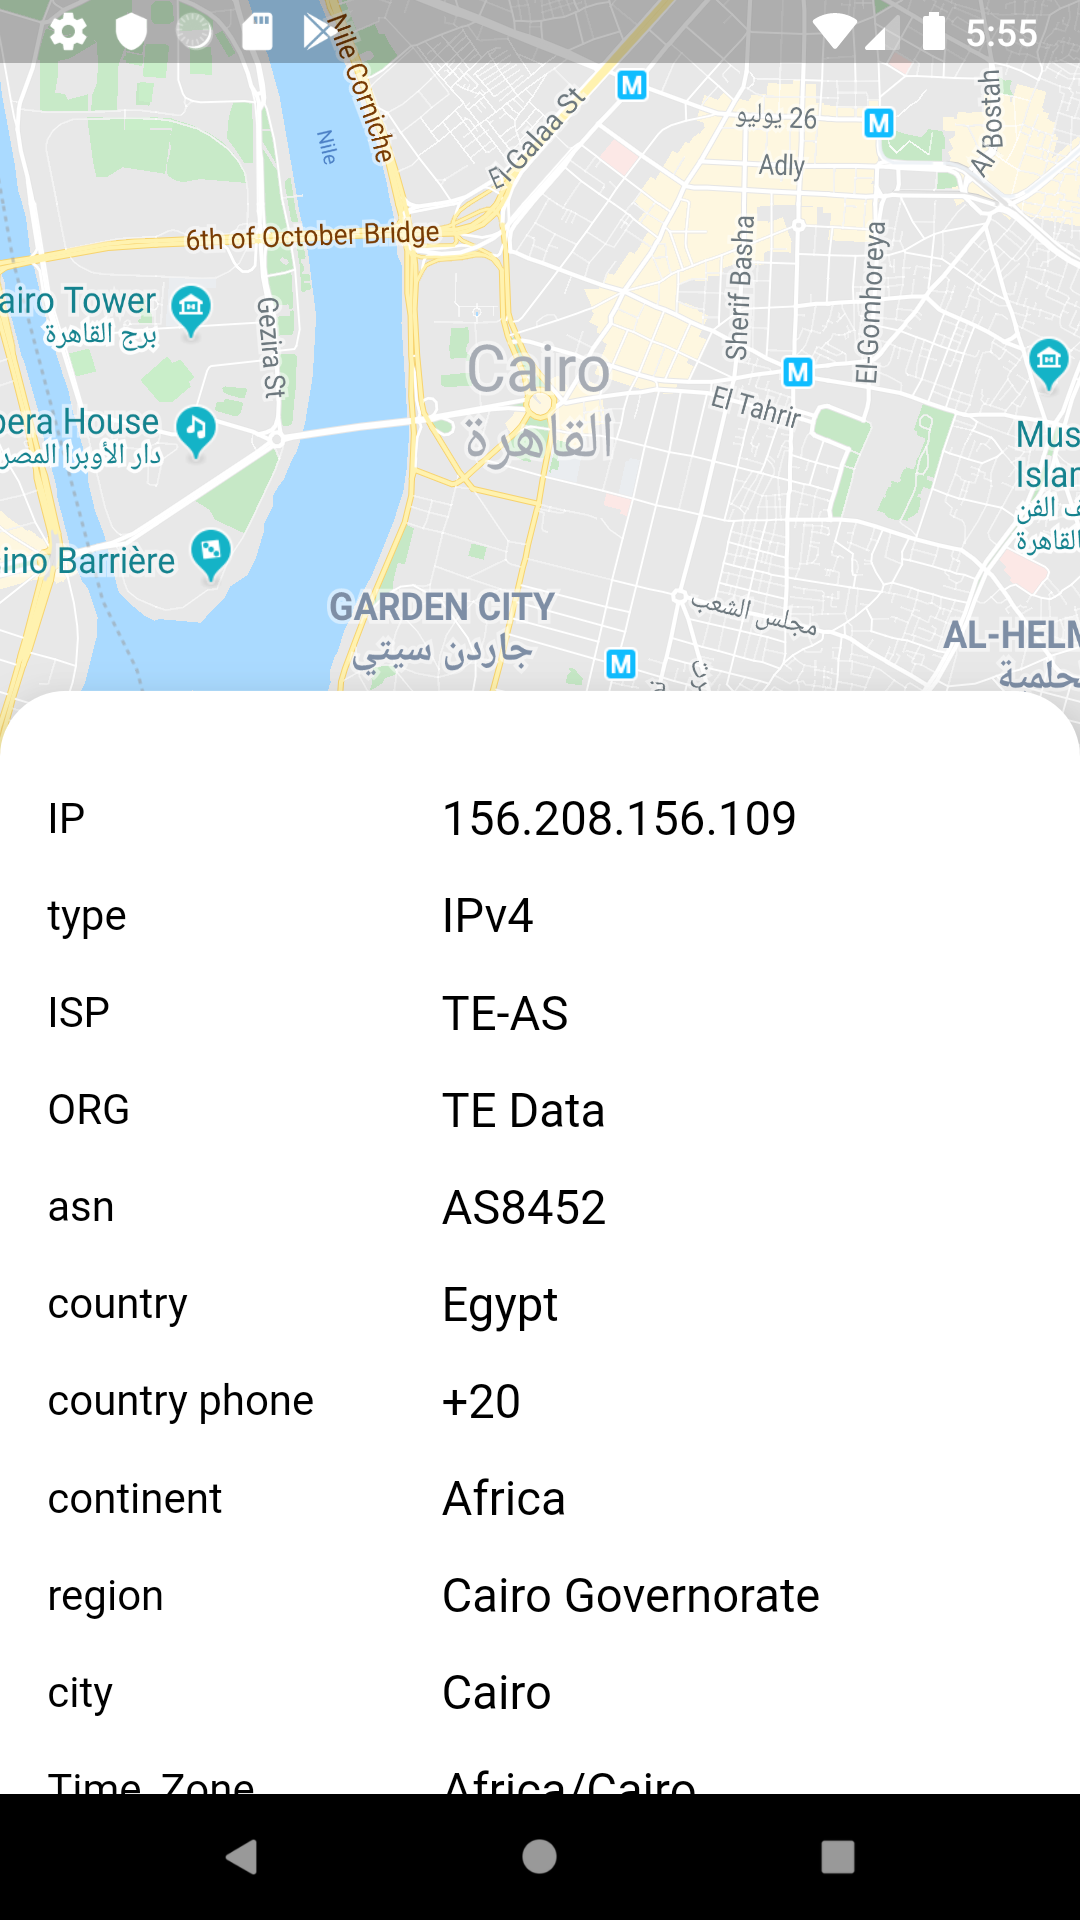 5:55
Nile Corniche
Nile
El-Galaa St
M
26 يوليو
M
Al Bostah
Adly
6th of October Bridge
Sherif Basha
El-Gomhoreya
airo Tower
برج القاهرة
Gezira St
Cairo
القاهرة
M
El Tahrir
pera House
دار الأوبرا المصر
Mus
Islar
ف الفن
القاهرة
ino Barrière
GARDEN CITY
جاردن سيتي
مجلس الشعب
AL-HELM
حلمية
M
IP 156.208.156.109
type IPv4
ISP TE-AS
ORG TE Data
asn AS8452
country Egypt
country phone +20
continent Africa
region Cairo Governorate
city Cairo
Time_Zone Africa/Cairo